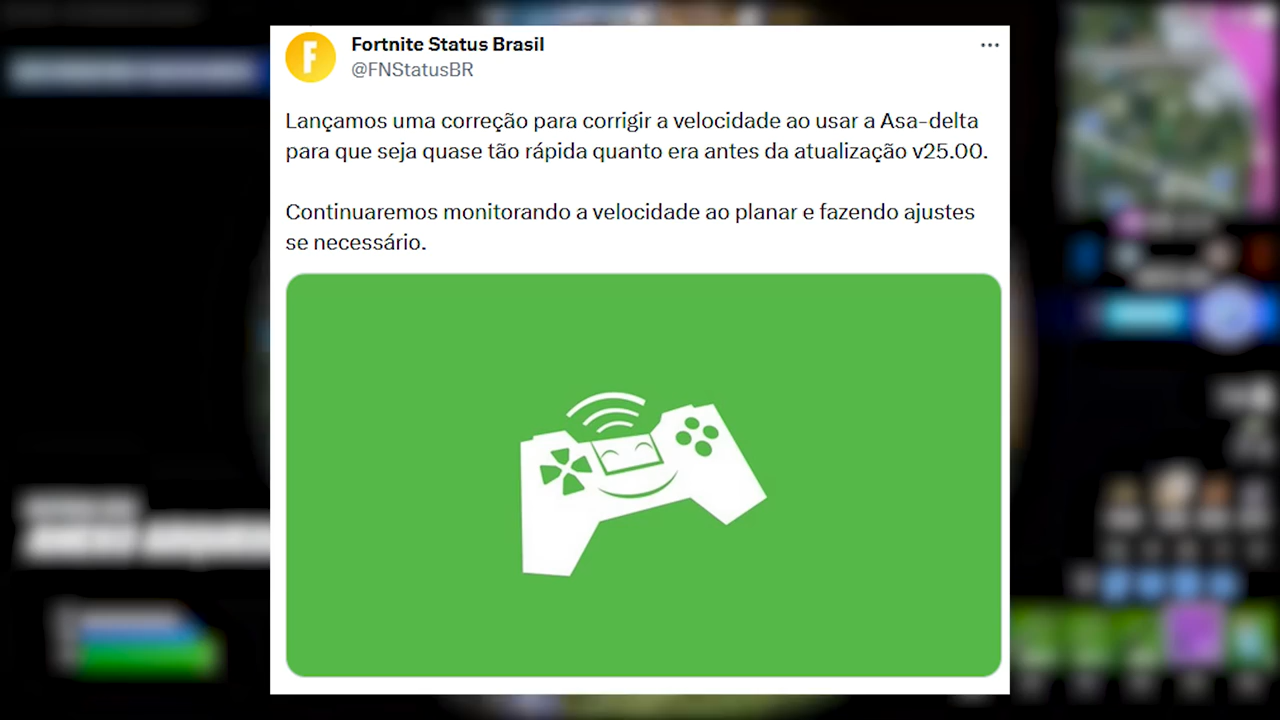 Fortnite Status Brasil
@FNStatusBR
Lançamos uma correção para corrigir a velocidade ao usar a Asa-delta
para que seja quase tão rápida quanto era antes da atualização v25.00.
Continuaremos monitorando a velocidade ao planar e fazendo ajustes
se necessário.